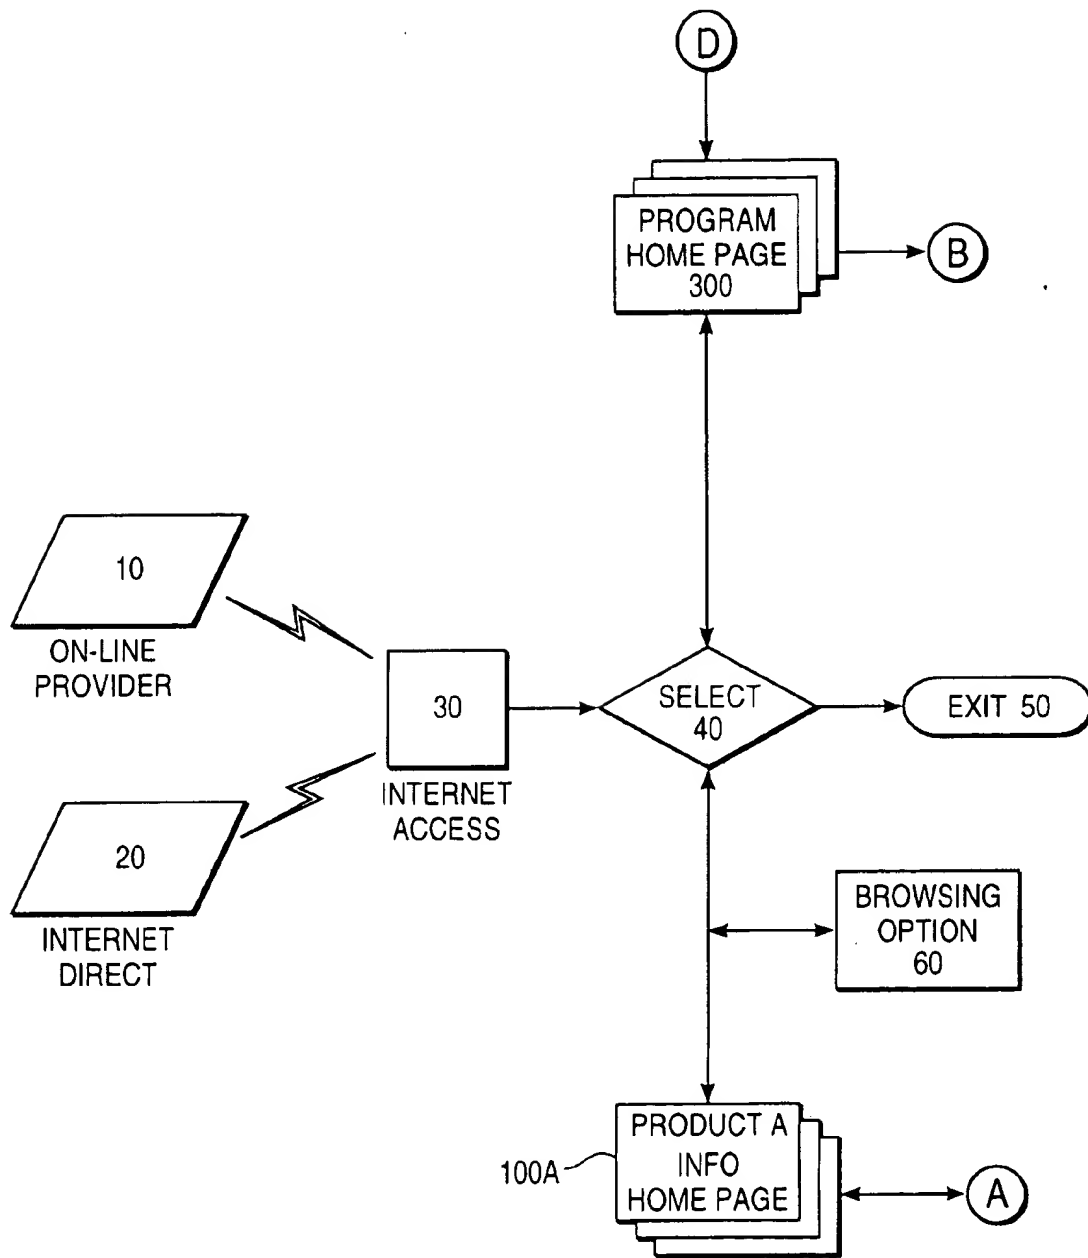 D
PROGRAM
HOME PAGE
300
B
10
ON-LINE
PROVIDER
30
INTERNET
ACCESS
SELECT
40
EXIT 50
20
INTERNET
DIRECT
BROWSING
OPTION
60
100A
PRODUCT A
INFO
HOME PAGE
A